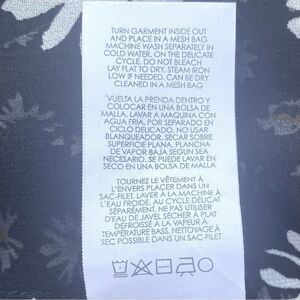 TURN GARMENT INSIDE OUT
AND PLACE IN A MESH BAG
MACHINE WASH SEPARATELY IN
COLD WATER, ON THE DELICATE
CYCLE. DO NOT BLEACH
LAY FLAT TO DRY. STEAM IRON
LOW IF NEEDED. CAN BE DRY
CLEANED IN A MESH BAG
VUELTA LA PRENDA DENTRO Y
COLOCAR EN UNA BOLSA DE
MALLA. LAVAR A MAQUINA CON
AGUA FRIA, POR SEPARADO EN
CICLO DELICADO. NO USAR
BLANQUEADOR. SECAR SOBRE
SUPERFICIE PLANA. PLANCHA
DE VAPOR BAJA SEGÚN SEA
NECESARIO. SE PUEDE LAVAR EN
SECO EN UNA BOLSA DE MALLA
TOURNEZ LE VÊTEMENT À
L'ENVERS PLACER DANS UN
SAC-FILET. LAVER À LA MACHINE À
L'EAU FROIDE, AU CYCLE DÉLICAT
SÉPARÉMENT. NE PAS UTILISER
D'EAU DE JAVEL SÉCHER À PLAT
DÉFROISSÉ À LA VAPEUR À
TEMPÉRATURE BASS. NETTOYAGE À
SEC POSSIBLE DANS UN SAC-FILET